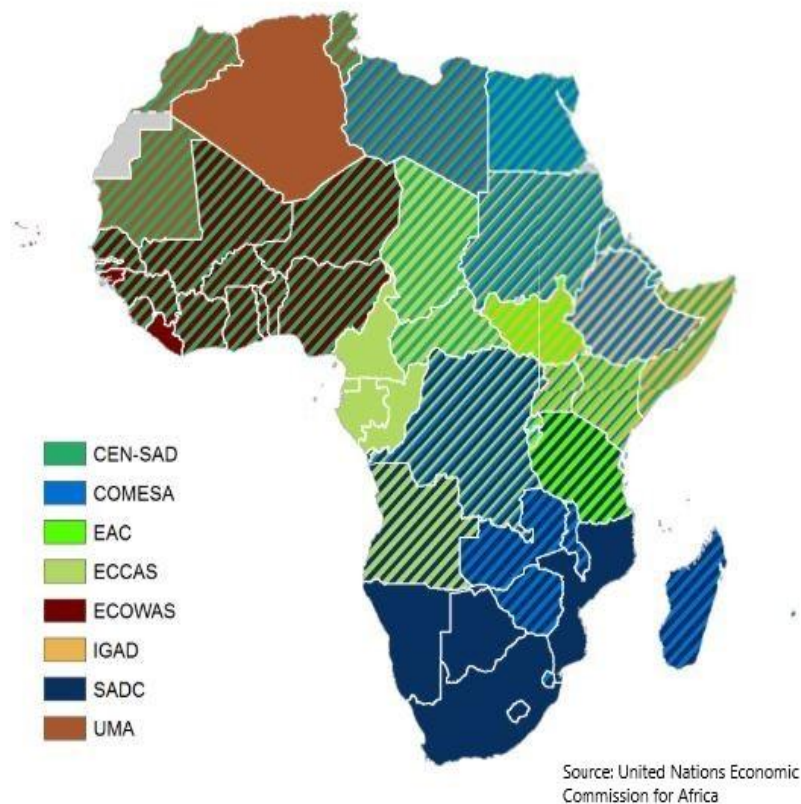 CEN-SAD
COMESA
EAC
ECCAS
ECOWAS
IGAD
SADC
UMA
Source: United Nations Economic
Commission for Africa